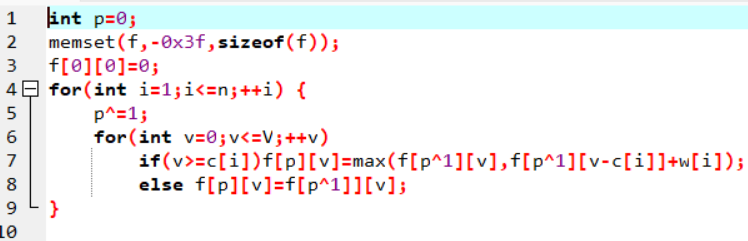 1 int p=0;
2 memset(f,-0x3f,sizeof(f));
3 f[0][0]=0;
4 for(int i=1;i<=n;++i) {
5 p^=1;
6 for(int v=0;v<=V;++v)
7 if(v>=c[i])f[p][v]=max(f[p^1][v],f[p^1][v-c[i]]+w[i]);
8 else f[p][v]=f[p^1]][v];
9 }
10